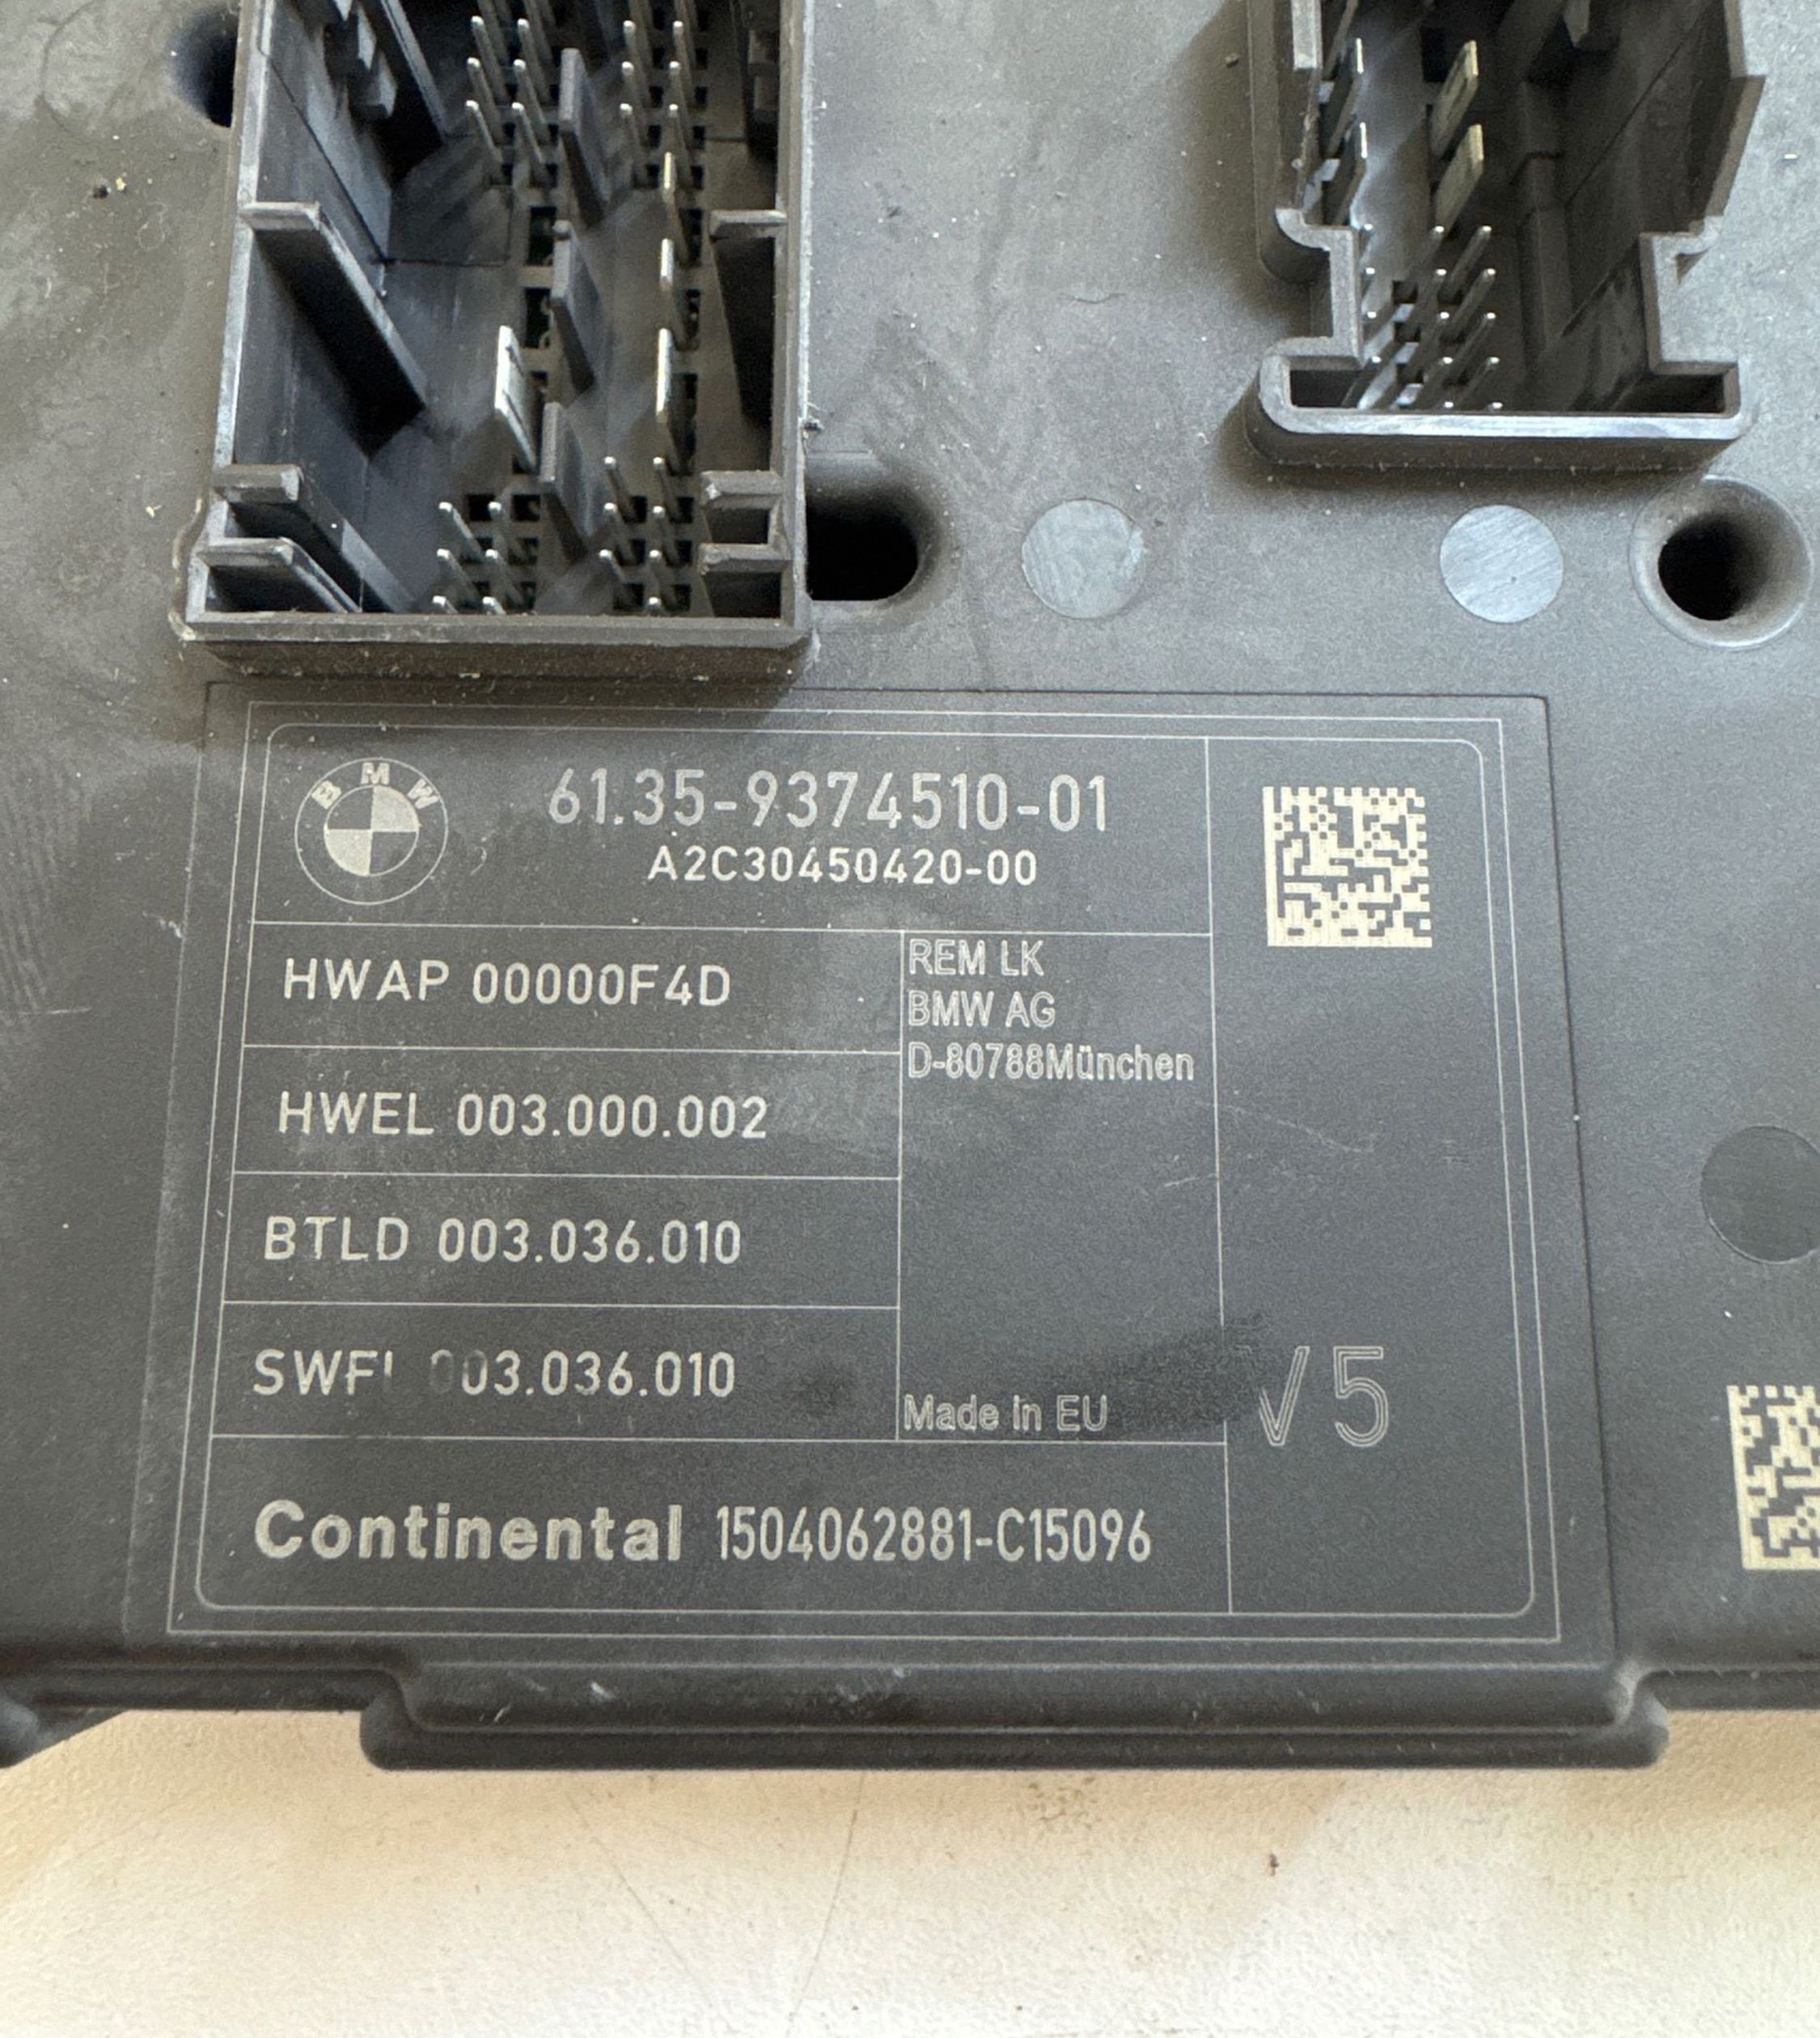 BMW
61.35-9374510-01
A2C30450420-00
HWAP 00000F4D
REM LK
BMW AG
D-80788München
HWEL 003.000.002
BTLD 003.036.010
SWFL 003.036.010
Made in EU
V5
Continental 1504062881-C15096